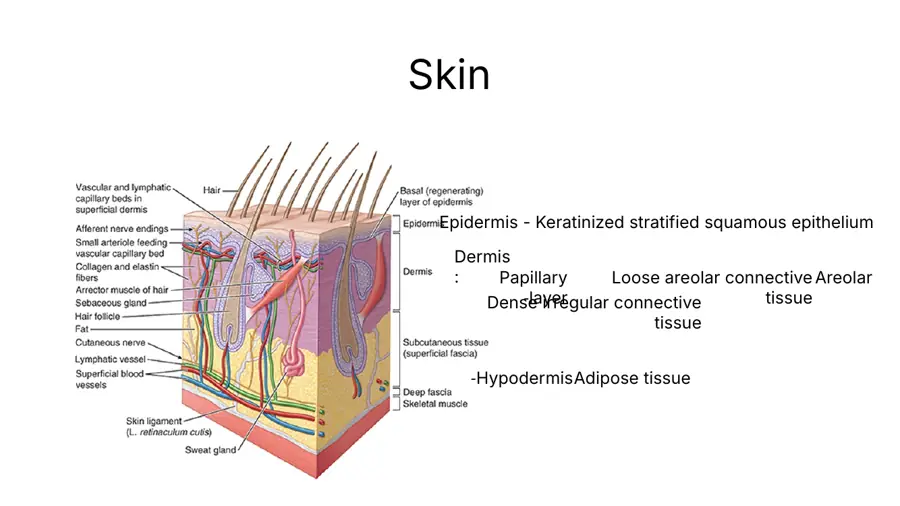 Skin
Vascular and lymphatic
capillary beds in
superficial dermis
Hair
Afferent nerve endings
Small arteriole feeding
vascular capillary bed
Collagen and elastin
fibers
Arrector muscle of hair
Sebaceous gland
Hair follicle
Fat
Cutaneous nerve
Lymphatic vessel
Superficial blood
vessels
Skin ligament
(L. retinaculum cutis)
Sweat gland
Basal (regenerating)
layer of epidermis
Epidermis
Dermis
Subcutaneous tissue
(superficial fascia)
Deep fascia
Skeletal muscle
Epidermis - Keratinized stratified squamous epithelium
Dermis
: Papillary Loose areolar connective Areolar
layer tissue
Dense Irregular connective
tissue
-Hypodermis Adipose tissue